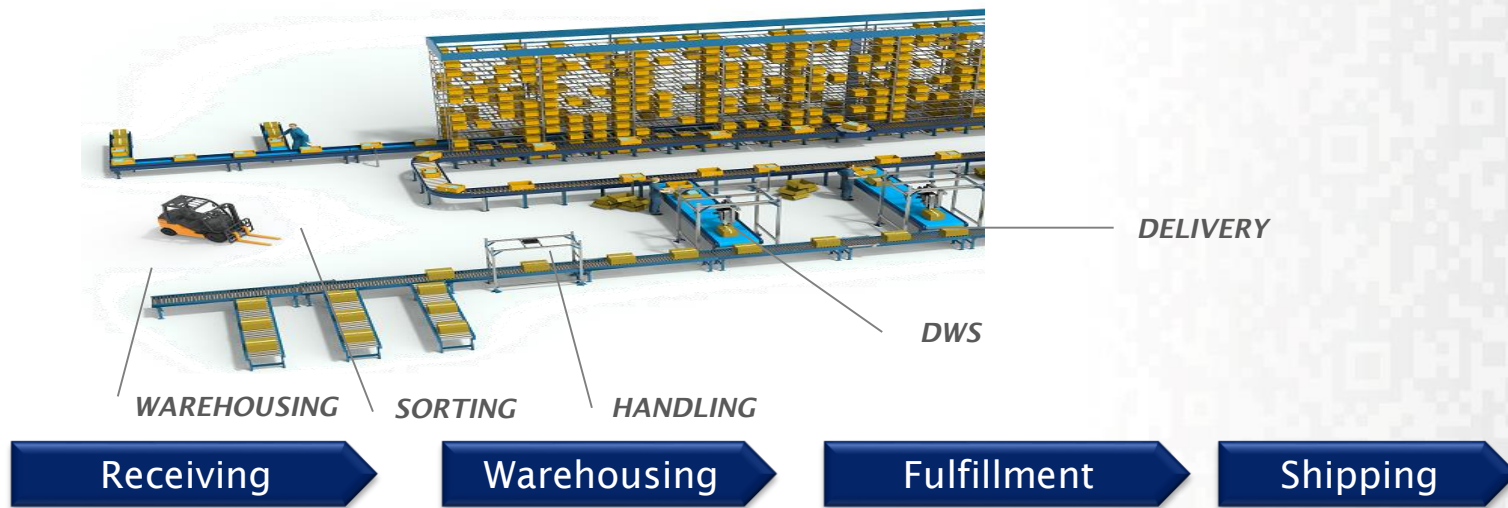 DELIVERY
DWS
WAREHOUSING
SORTING
HANDLING
Receiving
Warehousing
Fulfillment
Shipping